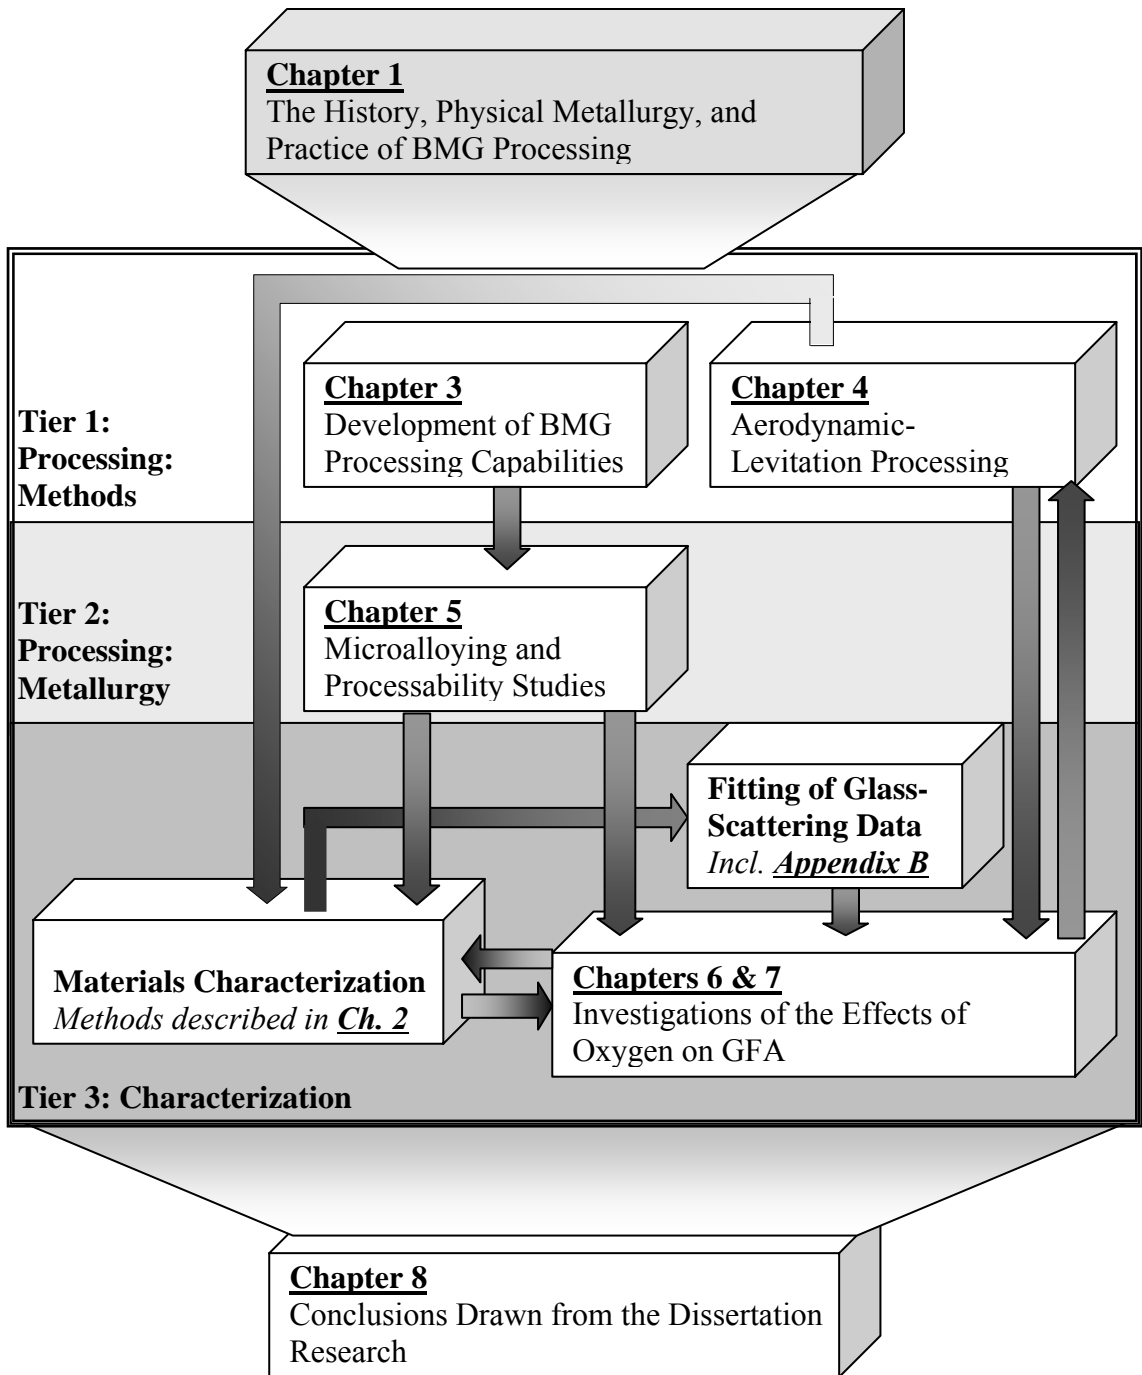 Chapter 1
The History, Physical Metallurgy, and
Practice of BMG Processing
Tier 1:
Processing:
Methods
Chapter 3
Development of BMG
Processing Capabilities
Chapter 4
Aerodynamic-
Levitation Processing
Tier 2:
Processing:
Metallurgy
Chapter 5
Microalloying and
Processability Studies
Fitting of Glass-
Scattering Data
Incl. Appendix B
Materials Characterization
Methods described in Ch. 2
Chapters 6 & 7
Investigations of the Effects of
Oxygen on GFA
Tier 3: Characterization
Chapter 8
Conclusions Drawn from the Dissertation
Research